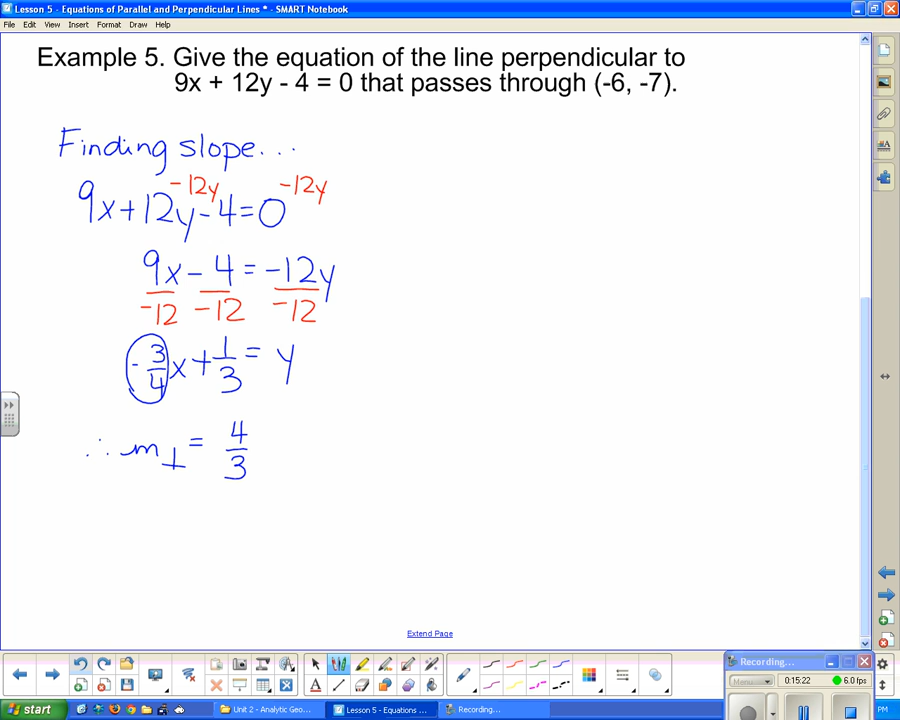 Lesson 5 - Equations of Parallel and Perpendicular Lines * - SMART Notebook
File Edit View Insert Format Draw Help
Example 5. Give the equation of the line perpendicular to
9x + 12y - 4 = 0 that passes through (-6, -7).
Finding slope...
-12y -12y
9x+12y-4=0
9x - 4 = -12y
-12 -12 -12
-3/4x + 1/3 = y
∴ m⊥ = 4/3
Extend Page
Recording...
Menu 0:15:22 6.0 fps
start
Unit 2 - Analytic Geo...
Lesson 5 - Equations ...
Recording...
PM